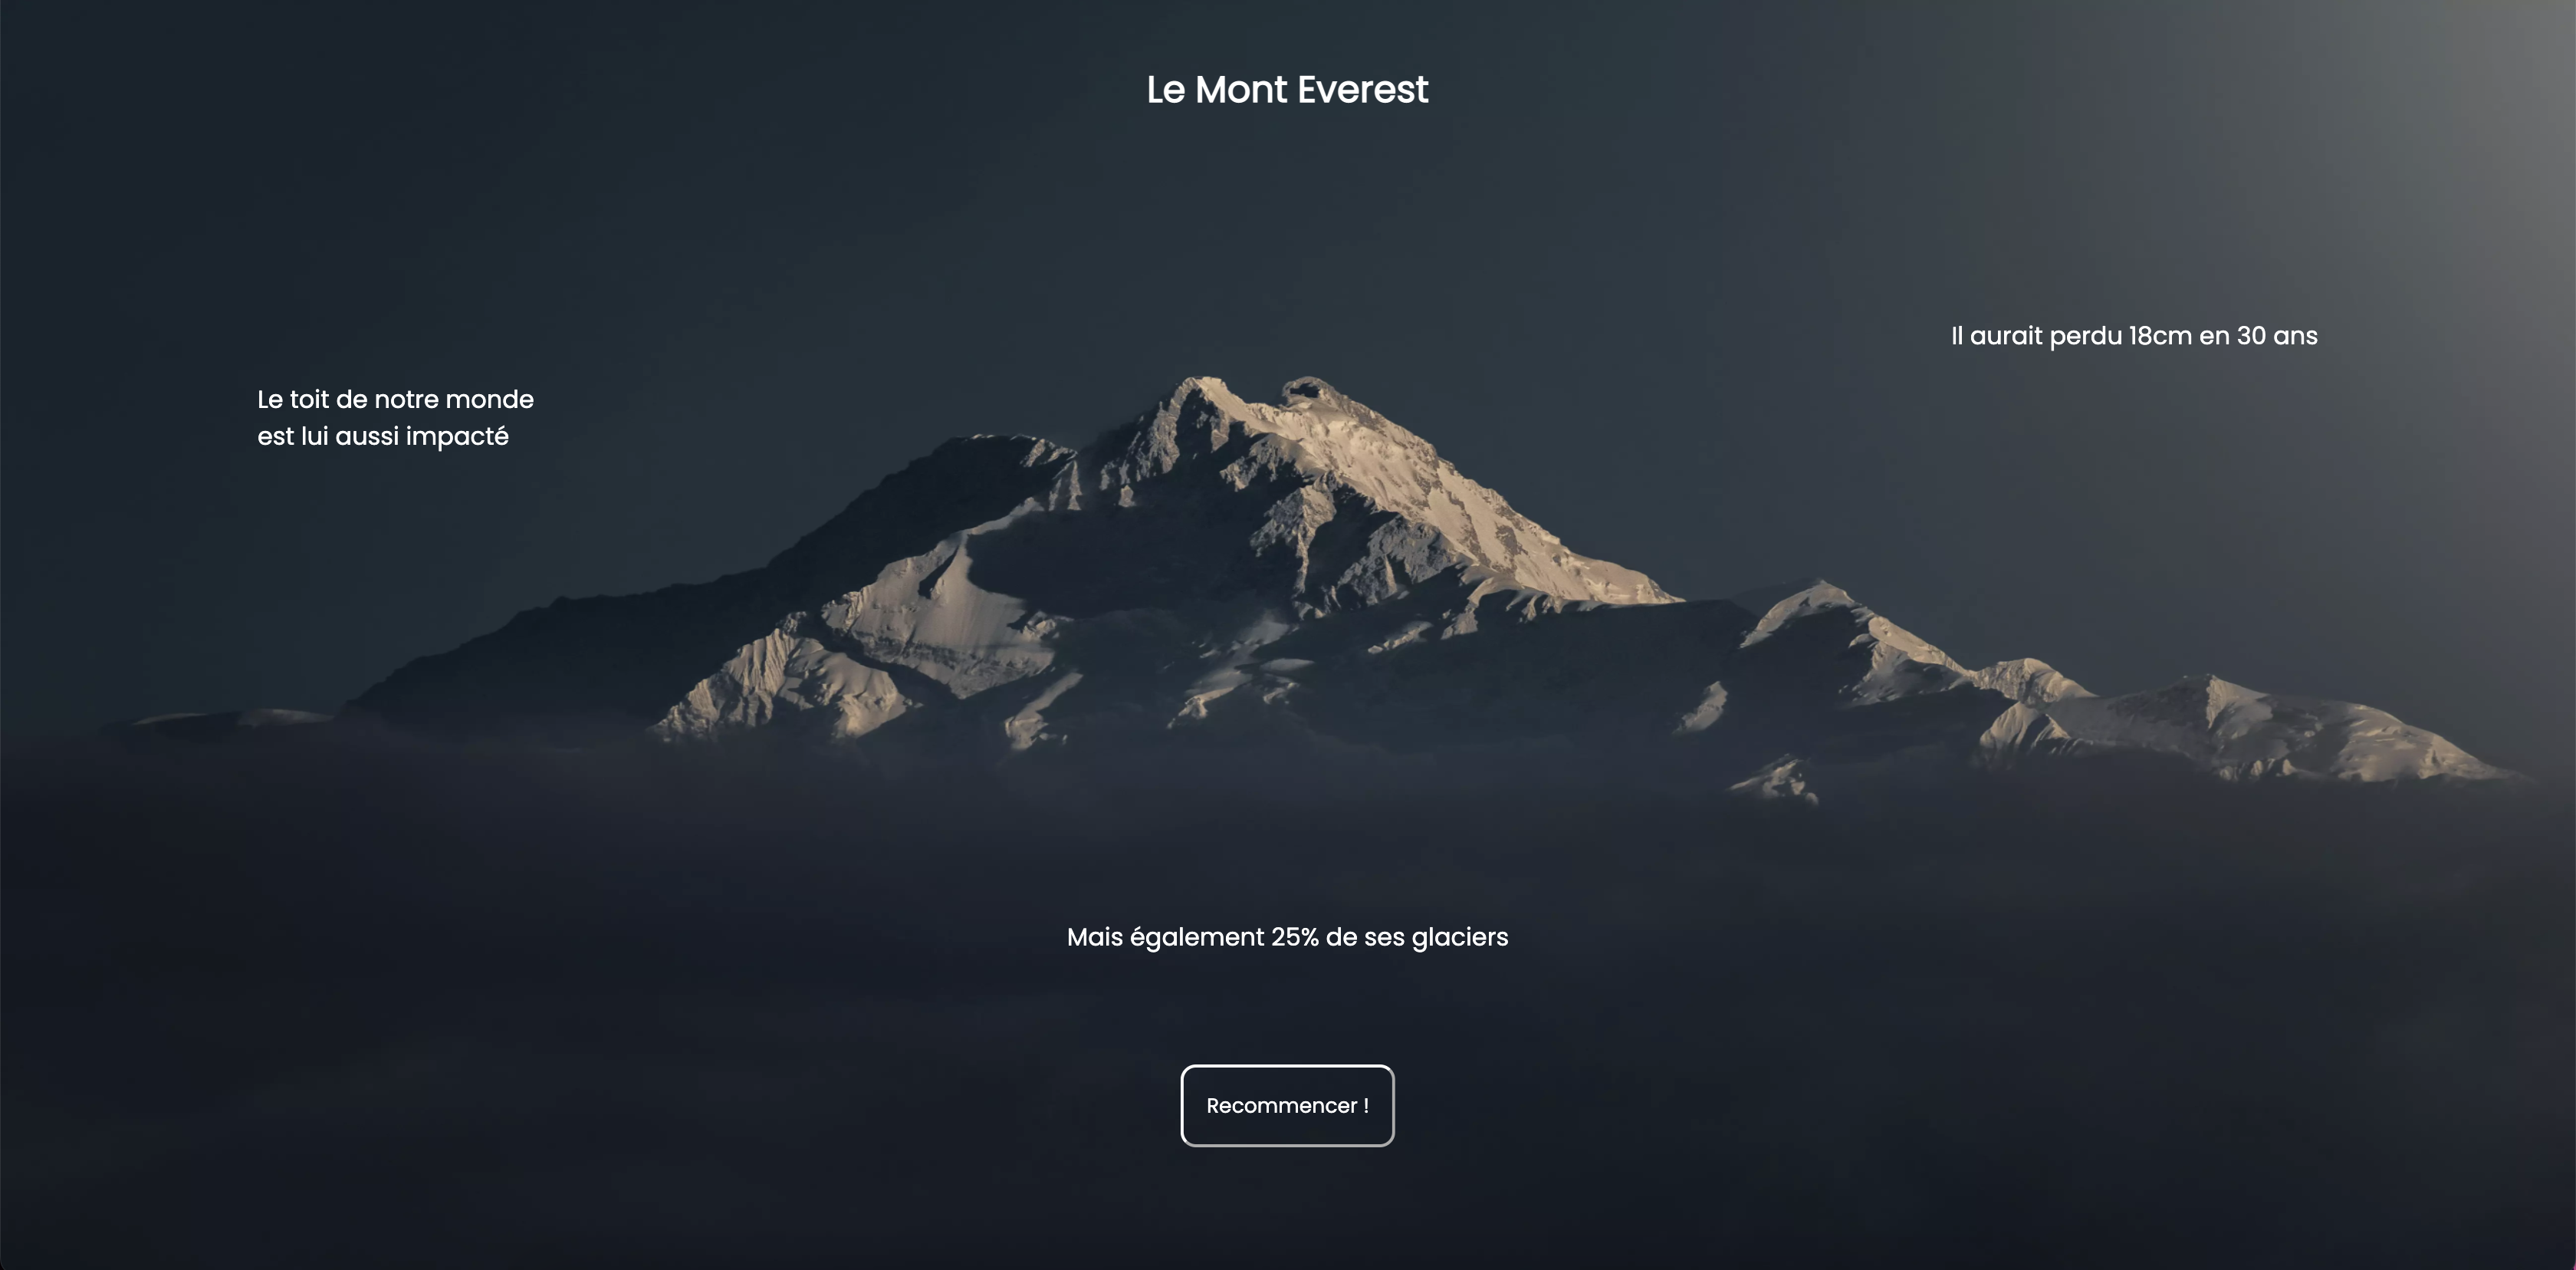 Le Mont Everest
Il aurait perdu 18cm en 30 ans
Le toit de notre monde
est lui aussi impacté
Mais également 25% de ses glaciers
Recommencer !